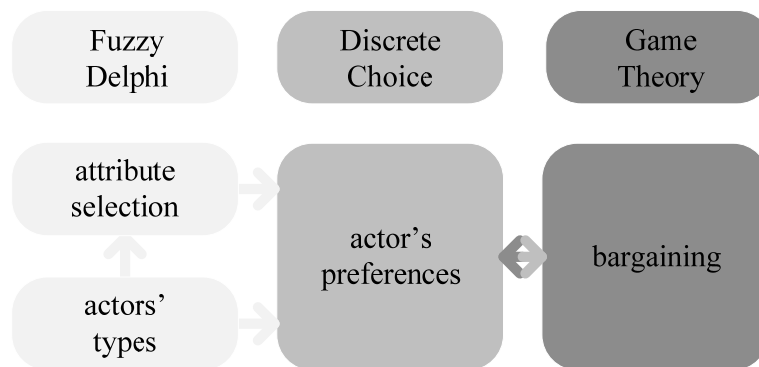 Fuzzy
Delphi
Discrete
Choice
Game
Theory
attribute
selection
actors’
types
actor’s
preferences
bargaining